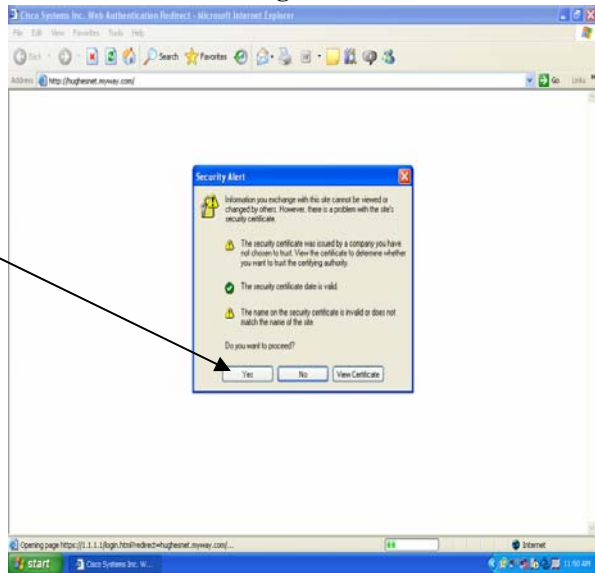 Cisco Systems Inc. Web Authentication Redirect - Microsoft Internet Explorer
File Edit View Favorites Tools Help
Back Search Favorites
Address http://hughesnet.myway.com/ Go Links »
Security Alert
Information you exchange with this site cannot be viewed or
changed by others. However, there is a problem with the site's
security certificate.
The security certificate was issued by a company you have
not chosen to trust. View the certificate to determine whether
you want to trust the certifying authority.
The security certificate date is valid.
The name on the security certificate is invalid or does not
match the name of the site
Do you want to proceed?
Yes No View Certificate
Opening page https://1.1.1.1/login.html?redirect=hughesnet.myway.com/... Internet
start Cisco Systems Inc. W... 11:50 AM